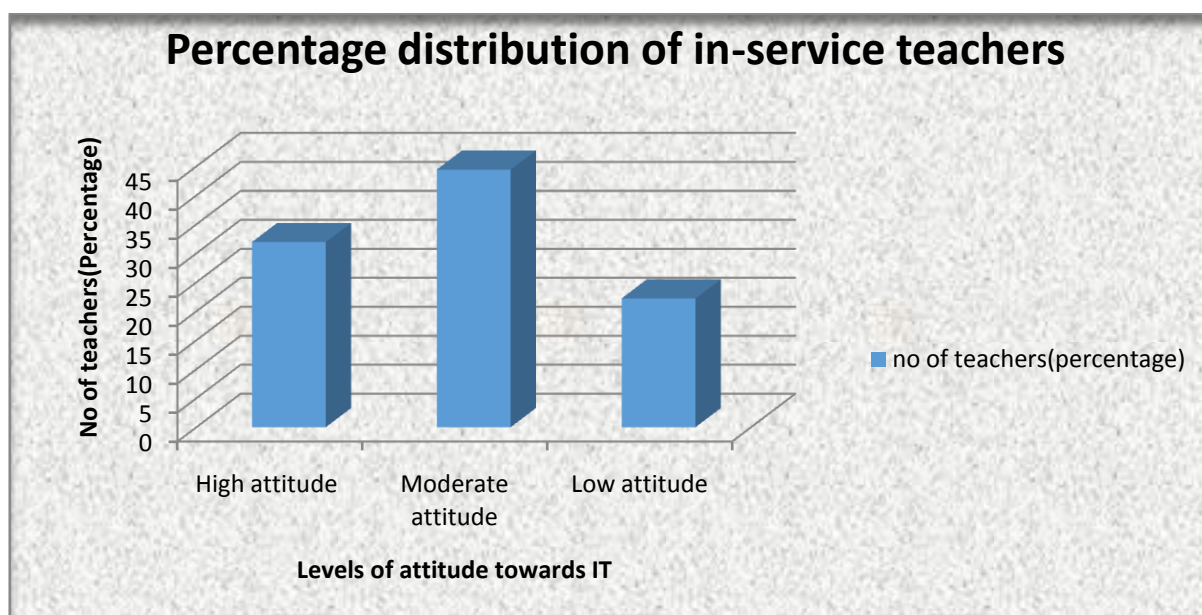 Percentage distribution of in-service teachers
No of teachers(Percentage)
45
40
35
30
25
20
15
10
5
0
High attitude
Moderate
attitude
Low attitude
Levels of attitude towards IT
no of teachers(percentage)